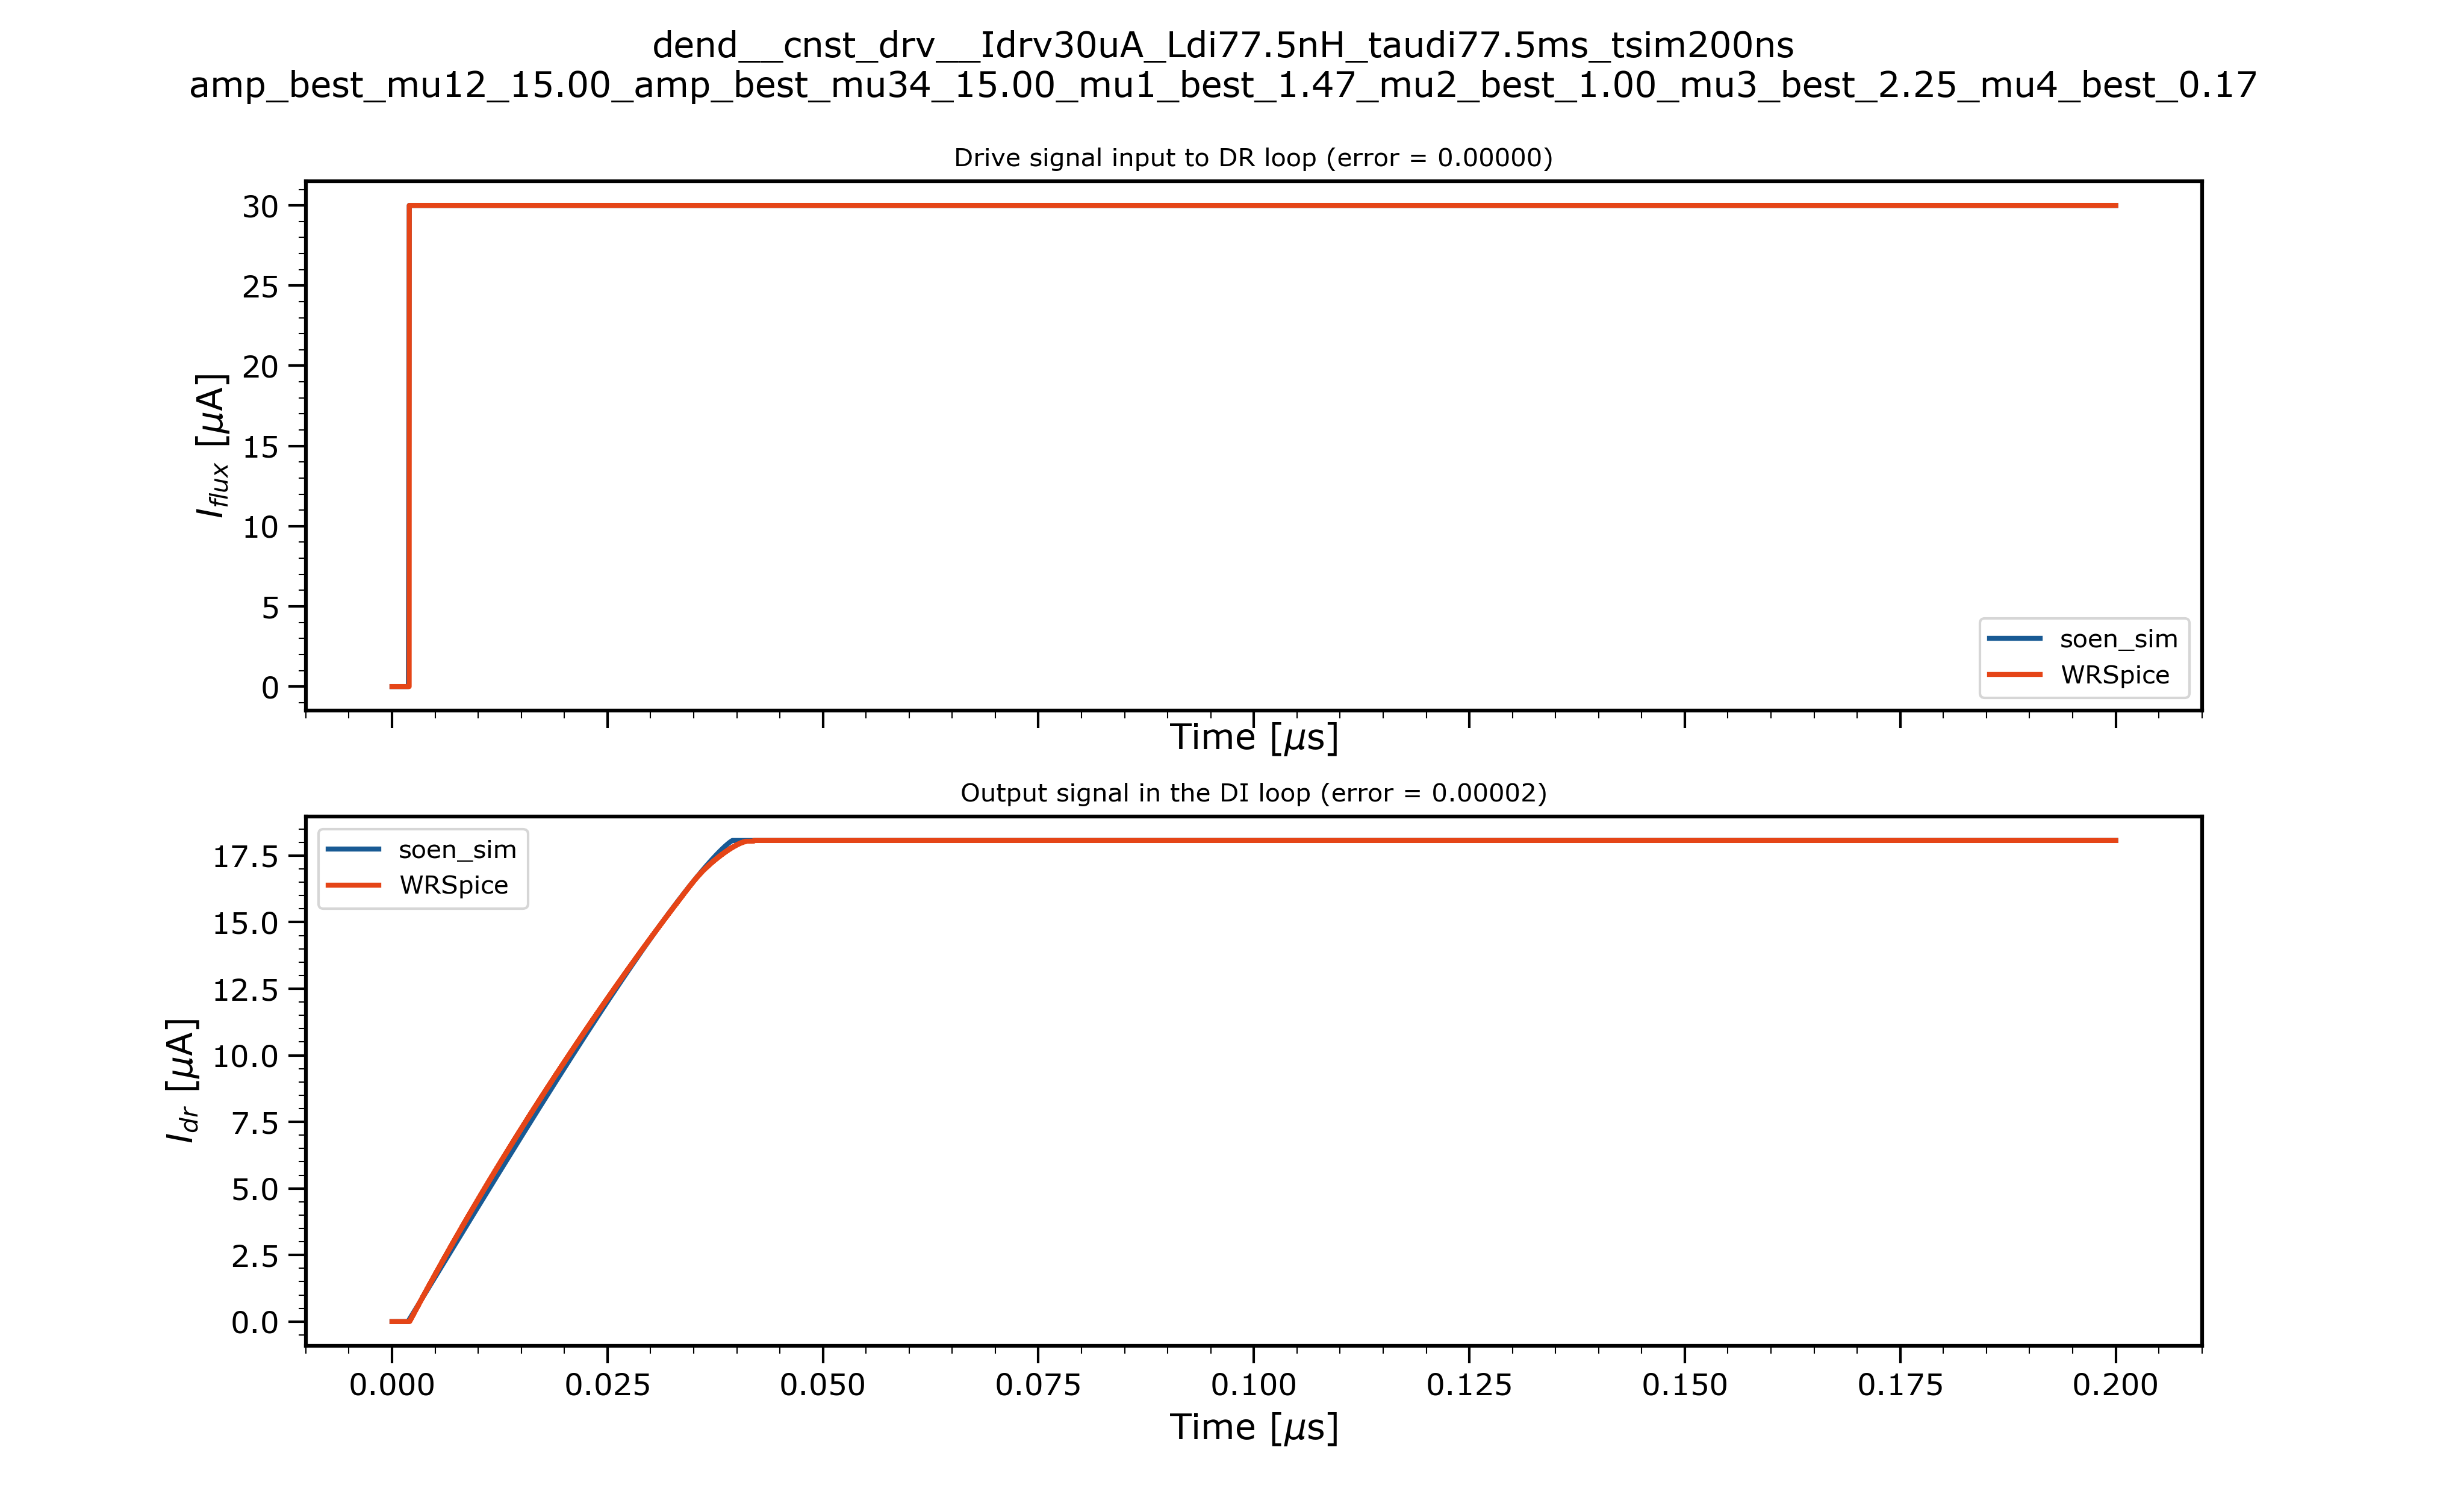 dend__cnst_drv__Idrv30uA_Ldi77.5nH_taudi77.5ms_tsim200ns
amp_best_mu12_15.00_amp_best_mu34_15.00_mu1_best_1.47_mu2_best_1.00_mu3_best_2.25_mu4_best_0.17
Drive signal input to DR loop (error = 0.00000)
30
25
20
15
10
5
0
I_flux [μA]
soen_sim
WRSpice
Time [μs]
Output signal in the DI loop (error = 0.00002)
soen_sim
WRSpice
17.5
15.0
12.5
10.0
7.5
5.0
2.5
0.0
I_dr [μA]
0.000 0.025 0.050 0.075 0.100 0.125 0.150 0.175 0.200
Time [μs]